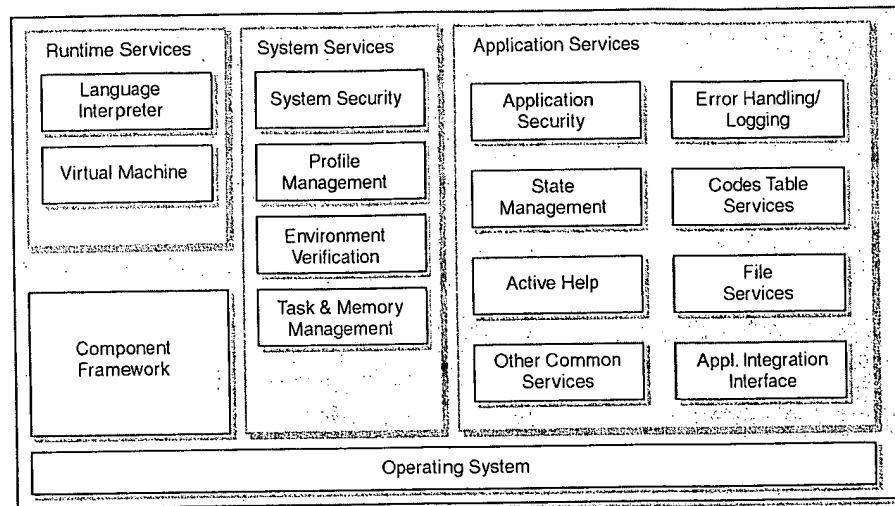 Runtime Services
Language
Interpreter
Virtual Machine
Component
Framework
System Services
System Security
Profile
Management
Environment
Verification
Task & Memory
Management
Application Services
Application
Security
Error Handling/
Logging
State
Management
Codes Table
Services
Active Help
File
Services
Other Common
Services
Appl. Integration
Interface
Operating System